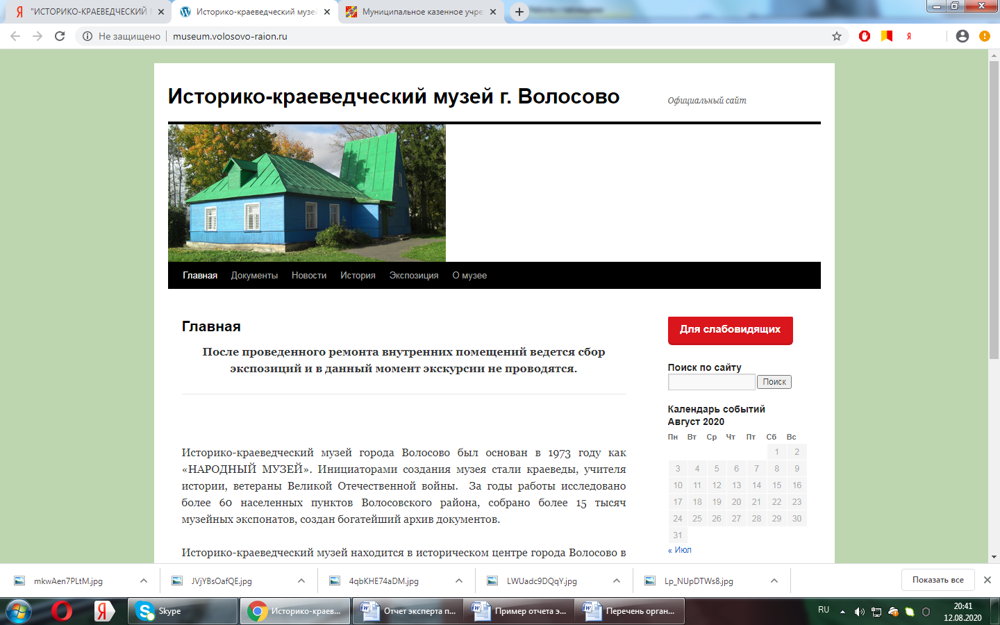 "ИСТОРИКО-КРАЕВЕДЧЕСКИЙ
Историко-краеведческий музей
Муниципальное казенное учре
Не защищено
museum.volosovo-raion.ru
Историко-краеведческий музей г. Волосово
Официальный сайт
Главная Документы Новости История Экспозиция О музее
Главная
После проведенного ремонта внутренних помещений ведется сбор
экспозиций и в данный момент экскурсии не проводятся.
Историко-краеведческий музей города Волосово был основан в 1973 году как
«НАРОДНЫЙ МУЗЕЙ». Инициаторами создания музея стали краеведы, учителя
истории, ветераны Великой Отечественной войны. За годы работы исследовано
более 60 населенных пунктов Волосовского района, собрано более 15 тысяч
музейных экспонатов, создан богатейший архив документов.
Историко-краеведческий музей находится в историческом центре города Волосово в
Для слабовидящих
Поиск по сайту
Поиск
Календарь событий
Август 2020
Пн Вт Ср Чт Пт Сб Вс
1 2
3 4 5 6 7 8 9
10 11 12 13 14 15 16
17 18 19 20 21 22 23
24 25 26 27 28 29 30
31
« Июл
mkwAen7PLtM.jpg
JVjYBsOafQE.jpg
4qbKHE74aDM.jpg
LWUadc9DQqY.jpg
Lp_NUpDTWs8.jpg
Показать все
Skype
Историко-краев...
Отчет эксперта п...
Пример отчета э...
Перечень орган...
RU
20:41
12.08.2020